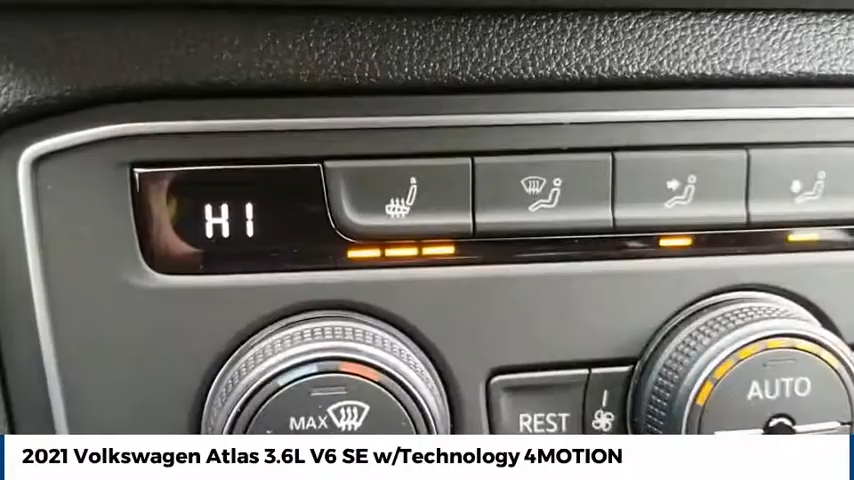 HI
MAX
REST
AUTO
2021 Volkswagen Atlas 3.6L V6 SE w/Technology 4MOTION